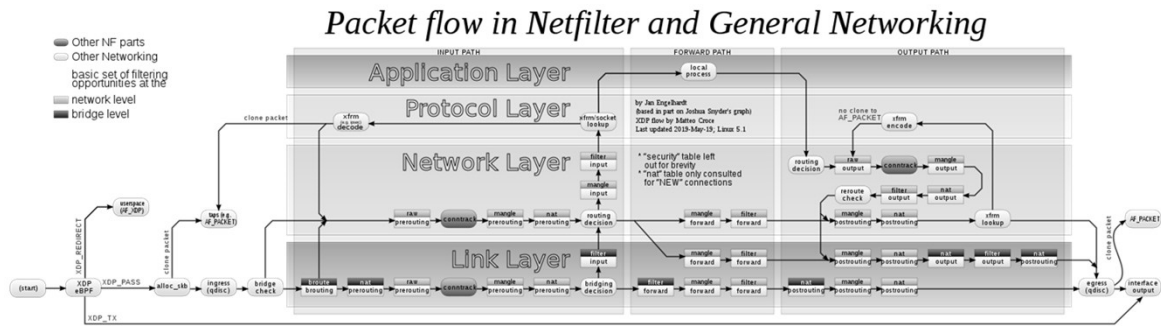 Packet flow in Netfilter and General Networking
Other NF parts
Other Networking
basic set of filtering
opportunities at the
network level
bridge level
INPUT PATH
FORWARD PATH
OUTPUT PATH
Application Layer
local
process
Protocol Layer
clone packet
xfrm
(e.g. ipsec)
decode
xfrm/socket
lookup
by Jan Engelhardt
(based in part on Joshua Snyder's graph)
XDP flow by Matteo Croce
Last updated 2019-May-19; Linux 5.1
no clone to
AF_PACKET
xfrm
encode
Network Layer
filter
input
mangle
input
* "security" table left
out for brevity
* "nat" table only consulted
for "NEW" connections
routing
decision
raw
output
conntrack
mangle
output
reroute
check
filter
output
nat
output
userspace
(AF_XDP)
taps (e.g.
AF_PACKET)
raw
prerouting
conntrack
mangle
prerouting
nat
prerouting
routing
decision
mangle
forward
filter
forward
mangle
postrouting
nat
postrouting
xfrm
lookup
AF_PACKET
XDP_REDIRECT
clone packet
clone packet
Link Layer
filter
input
mangle
forward
filter
forward
mangle
postrouting
nat
postrouting
nat
output
filter
output
nat
postrouting
(start)
XDP
eBPF
XDP_PASS
alloc_skb
ingress
(qdisc)
bridge
check
broute
brouting
nat
prerouting
raw
prerouting
conntrack
mangle
prerouting
nat
prerouting
bridging
decision
filter
forward
mangle
forward
filter
forward
nat
postrouting
mangle
postrouting
nat
postrouting
egress
(qdisc)
interface
output
XDP_TX